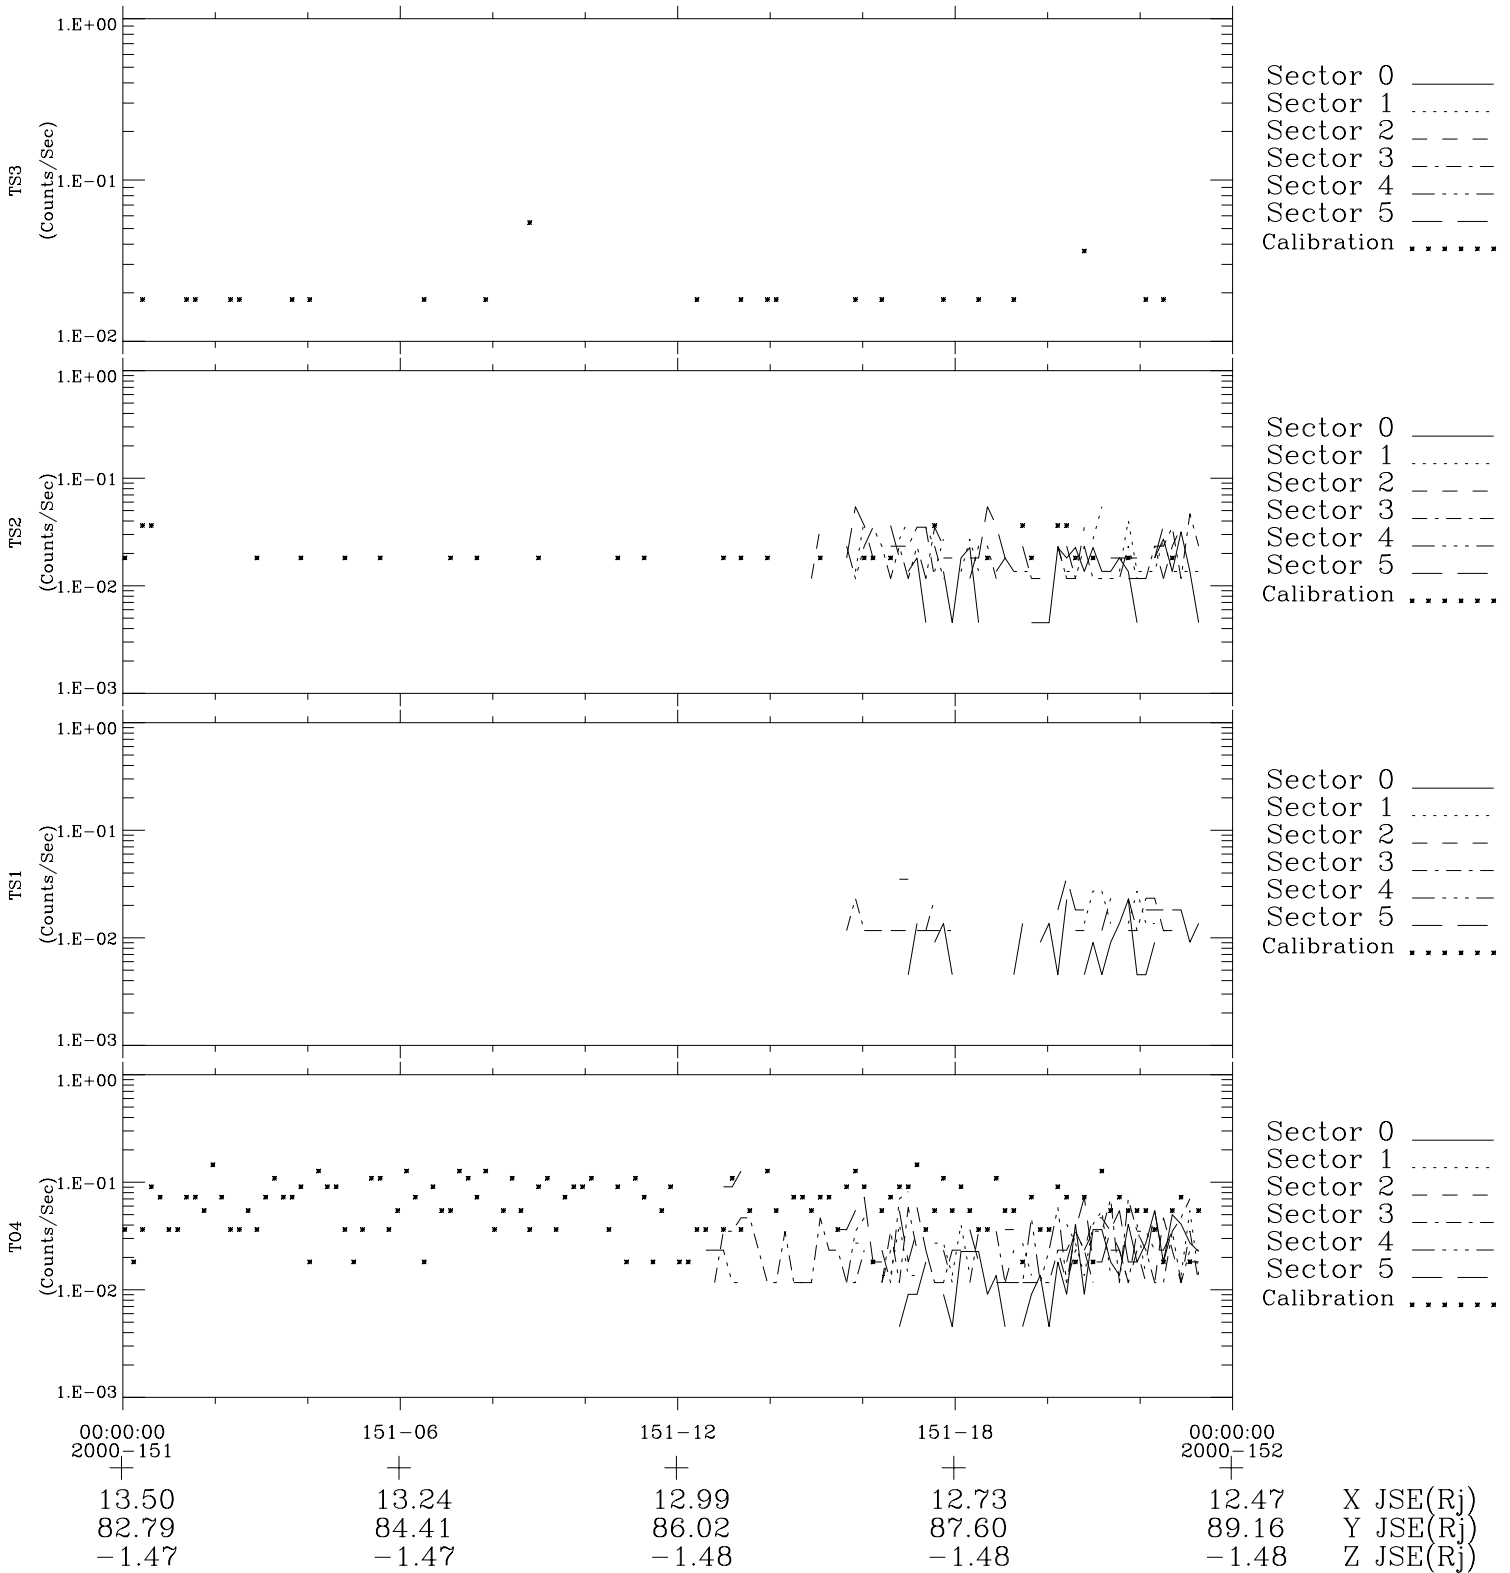 TS3
(Counts/Sec)
1.E+00
1.E-01
1.E-02
Sector 0
Sector 1
Sector 2
Sector 3
Sector 4
Sector 5
Calibration
TS2
(Counts/Sec)
1.E+00
1.E-01
1.E-02
1.E-03
Sector 0
Sector 1
Sector 2
Sector 3
Sector 4
Sector 5
Calibration
TS1
(Counts/Sec)
1.E+00
1.E-01
1.E-02
1.E-03
Sector 0
Sector 1
Sector 2
Sector 3
Sector 4
Sector 5
Calibration
TO4
(Counts/Sec)
1.E+00
1.E-01
1.E-02
1.E-03
Sector 0
Sector 1
Sector 2
Sector 3
Sector 4
Sector 5
Calibration
00:00:00 151-06 151-12 151-18 00:00:00
2000-151 2000-152
13.50 13.24 12.99 12.73 12.47 X JSE(Rj)
82.79 84.41 86.02 87.60 89.16 Y JSE(Rj)
-1.47 -1.47 -1.48 -1.48 -1.48 Z JSE(Rj)